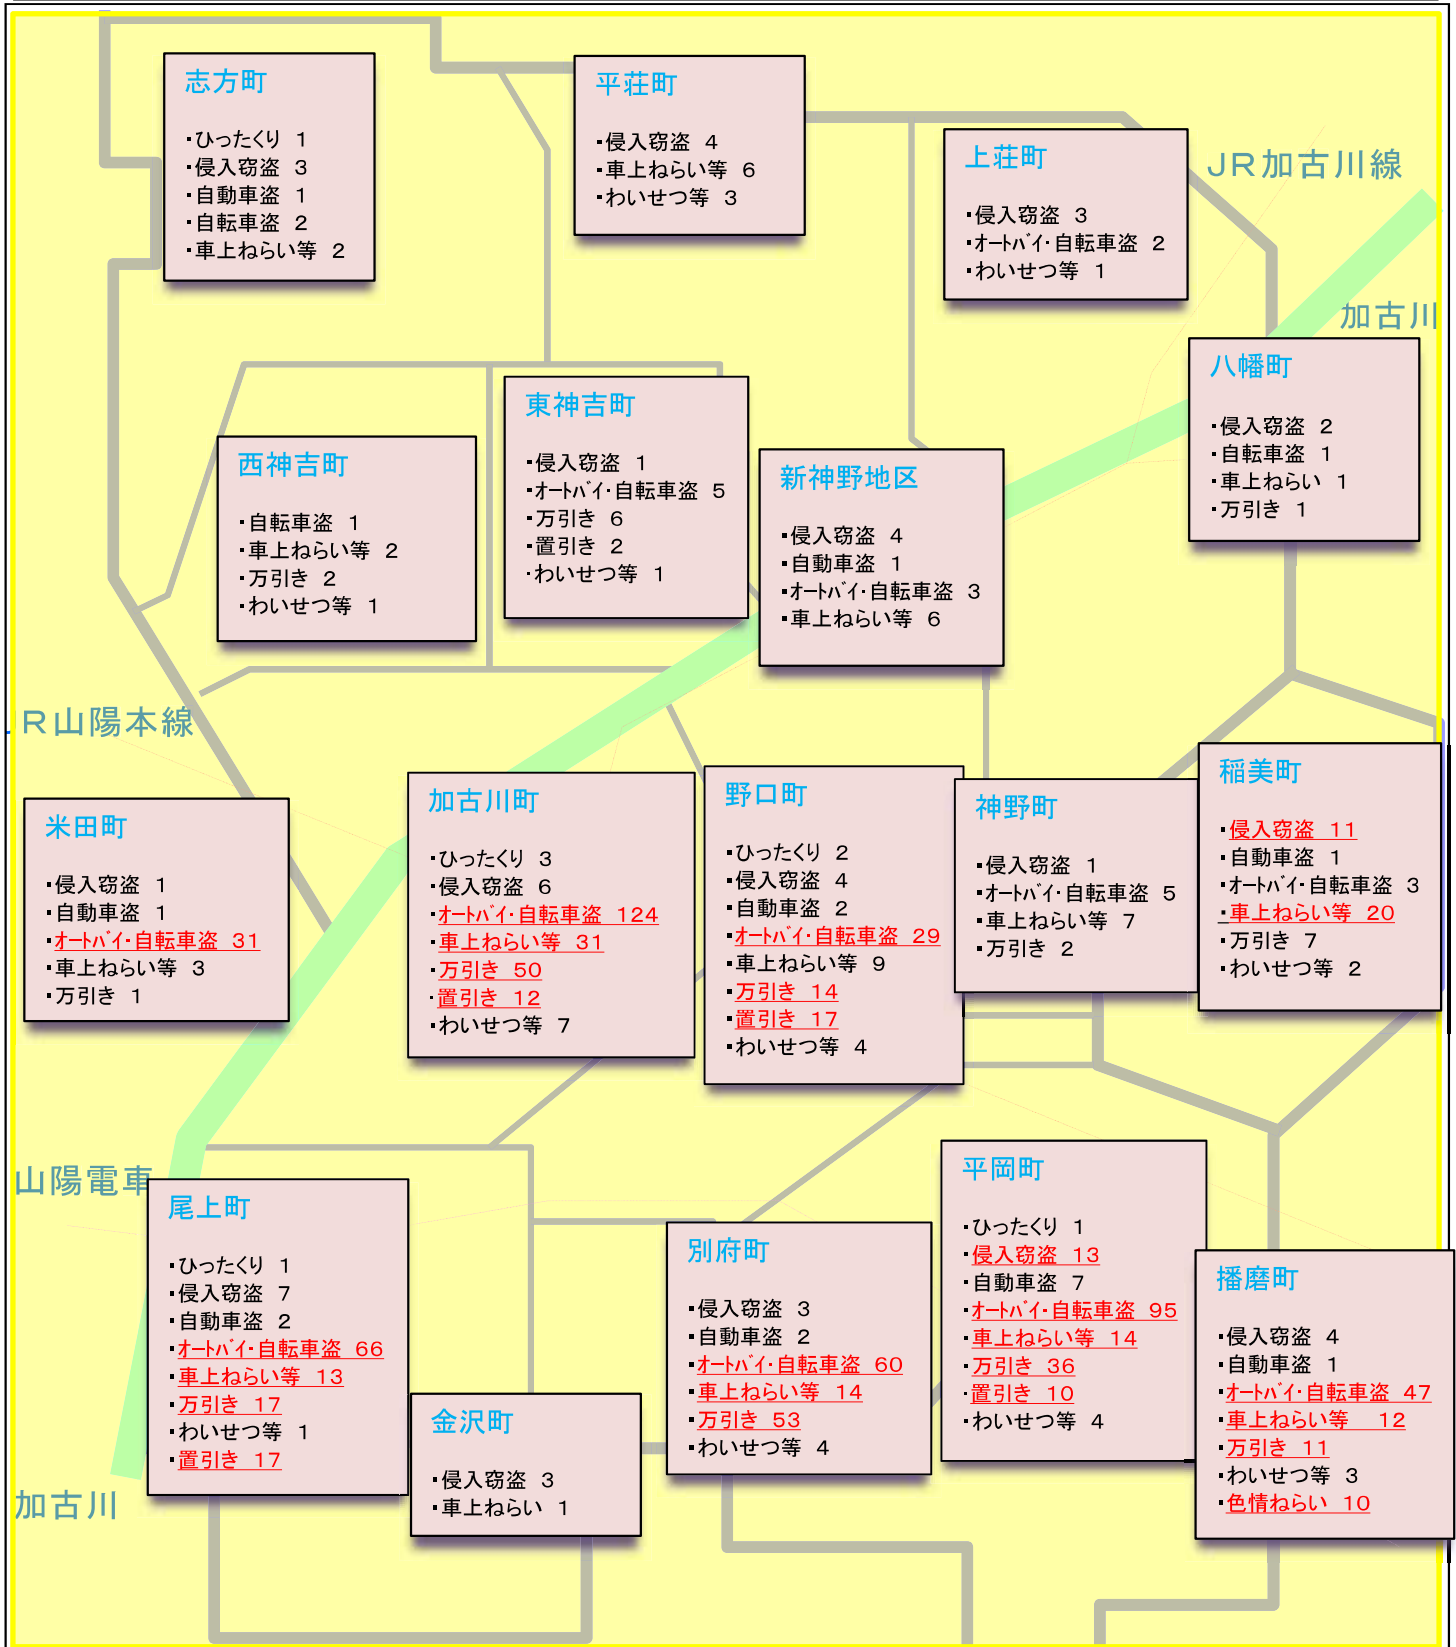 志方町
・ひったくり 1
・侵入窃盗 3
・自動車盗 1
・自転車盗 2
・車上ねらい等 2
平荘町
・侵入窃盗 4
・車上ねらい等 6
・わいせつ等 3
上荘町
・侵入窃盗 3
・オートバイ・自転車盗 2
・わいせつ等 1
JR加古川線
加古川
八幡町
・侵入窃盗 2
・自転車盗 1
・車上ねらい 1
・万引き 1
東神吉町
・侵入窃盗 1
・オートバイ・自転車盗 5
・万引き 6
・置引き 2
・わいせつ等 1
西神吉町
・自転車盗 1
・車上ねらい等 2
・万引き 2
・わいせつ等 1
新神野地区
・侵入窃盗 4
・自動車盗 1
・オートバイ・自転車盗 3
・車上ねらい等 6
JR山陽本線
米田町
・侵入窃盗 1
・自動車盗 1
・オートバイ・自転車盗 31
・車上ねらい等 3
・万引き 1
加古川町
・ひったくり 3
・侵入窃盗 6
・オートバイ・自転車盗 124
・車上ねらい等 31
・万引き 50
・置引き 12
・わいせつ等 7
野口町
・ひったくり 2
・侵入窃盗 4
・自動車盗 2
・オートバイ・自転車盗 29
・車上ねらい等 9
・万引き 14
・置引き 17
・わいせつ等 4
神野町
・侵入窃盗 1
・オートバイ・自転車盗 5
・車上ねらい等 7
・万引き 2
稲美町
・侵入窃盗 11
・自動車盗 1
・オートバイ・自転車盗 3
・車上ねらい等 20
・万引き 7
・わいせつ等 2
山陽電車
尾上町
・ひったくり 1
・侵入窃盗 7
・自動車盗 2
・オートバイ・自転車盗 66
・車上ねらい等 13
・万引き 17
・わいせつ等 1
・置引き 17
加古川
金沢町
・侵入窃盗 3
・車上ねらい 1
別府町
・侵入窃盗 3
・自動車盗 2
・オートバイ・自転車盗 60
・車上ねらい等 14
・万引き 53
・わいせつ等 4
平岡町
・ひったくり 1
・侵入窃盗 13
・自動車盗 7
・オートバイ・自転車盗 95
・車上ねらい等 14
・万引き 36
・置引き 10
・わいせつ等 4
播磨町
・侵入窃盗 4
・自動車盗 1
・オートバイ・自転車盗 47
・車上ねらい等 12
・万引き 11
・わいせつ等 3
・色情ねらい 10